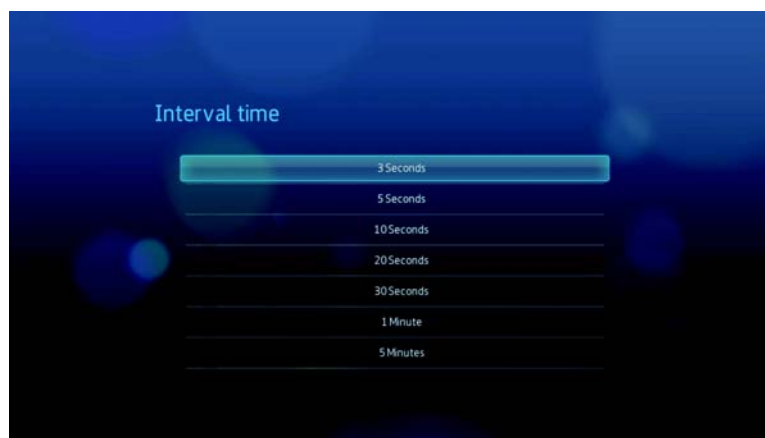 Interval time
3 Seconds
5 Seconds
10 Seconds
20 Seconds
30 Seconds
1 Minute
5 Minutes